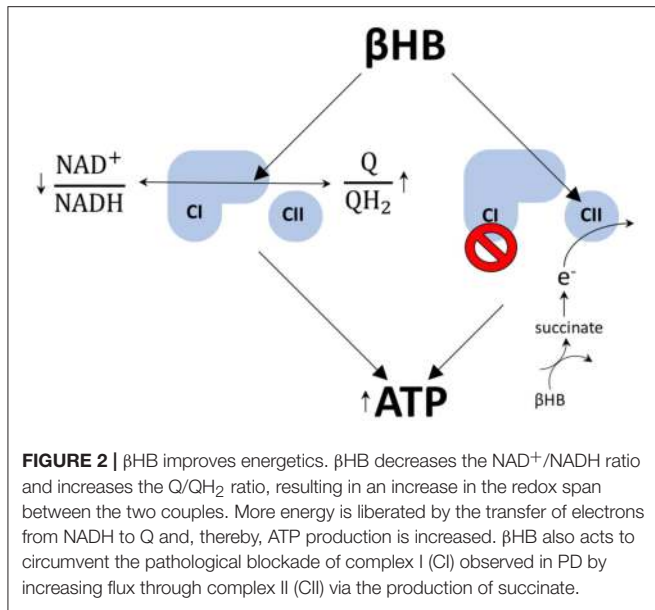 βHB
↓ NAD⁺ / NADH
CI
CII
Q / QH₂ ↑
CI
CII
e⁻
succinate
βHB
↑ATP
FIGURE 2 | βHB improves energetics. βHB decreases the NAD⁺/NADH ratio
and increases the Q/QH₂ ratio, resulting in an increase in the redox span
between the two couples. More energy is liberated by the transfer of electrons
from NADH to Q and, thereby, ATP production is increased. βHB also acts to
circumvent the pathological blockade of complex I (CI) observed in PD by
increasing flux through complex II (CII) via the production of succinate.